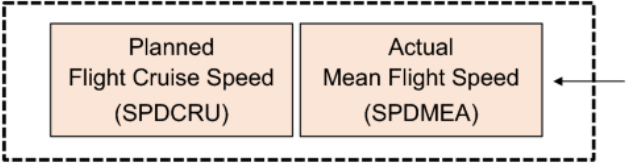 Planned
Flight Cruise Speed
(SPDCRU)
Actual
Mean Flight Speed
(SPDMEA)